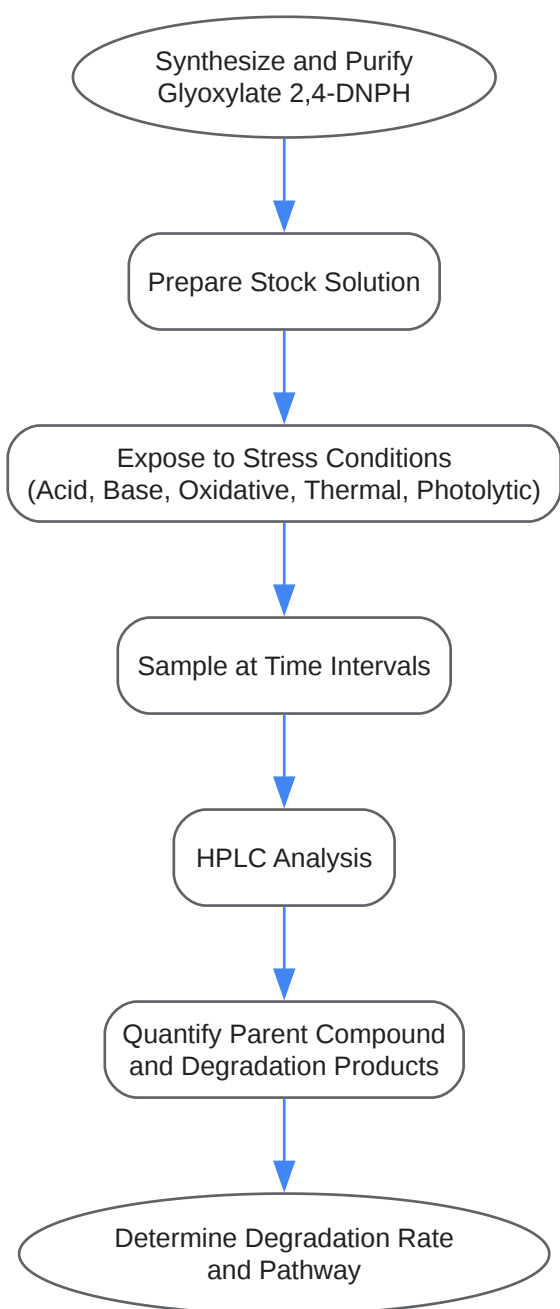 Synthesize and Purify
Glyoxylate 2,4-DNPH
Prepare Stock Solution
Expose to Stress Conditions
(Acid, Base, Oxidative, Thermal, Photolytic)
Sample at Time Intervals
HPLC Analysis
Quantify Parent Compound
and Degradation Products
Determine Degradation Rate
and Pathway